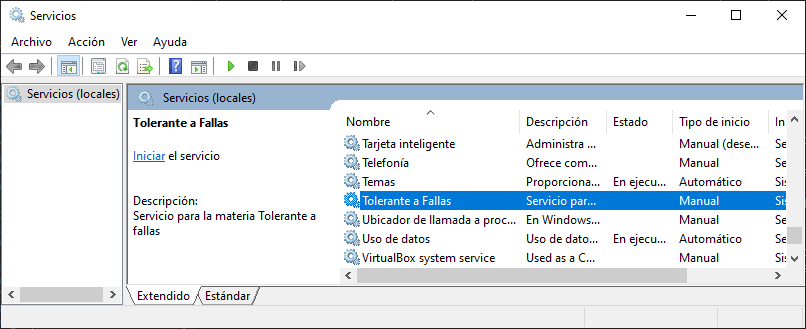 Servicios
Archivo Acción Ver Ayuda
Servicios (locales)
Servicios (locales)
Tolerante a Fallas
Iniciar el servicio
Descripción:
Servicio para la materia Tolerante a
fallas
Nombre Descripción Estado Tipo de inicio In
Tarjeta inteligente Administra ... Manual (dese... Se
Telefonía Ofrece com... Manual Se
Temas Proporciona... En ejecu... Automático Sis
Tolerante a Fallas Servicio par... Manual Sis
Ubicador de llamada a proc... En Windows... Manual Se
Uso de datos Uso de dato... En ejecu... Automático Se
VirtualBox system service Used as a C... Manual Sis
Extendido Estándar